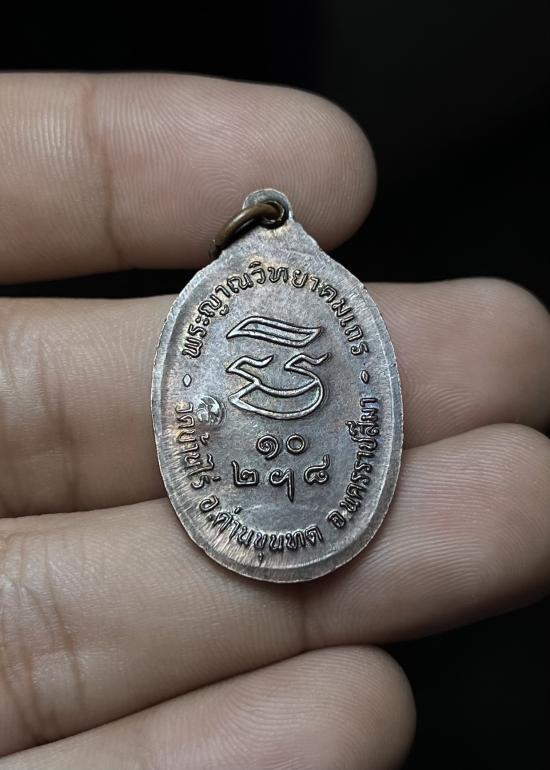 พระญาณวิทยาคมเถร
๑๐
๒๙๘
วัดบ้านไร่ อ.ด่านขุนทด จ.นครราชสีมา